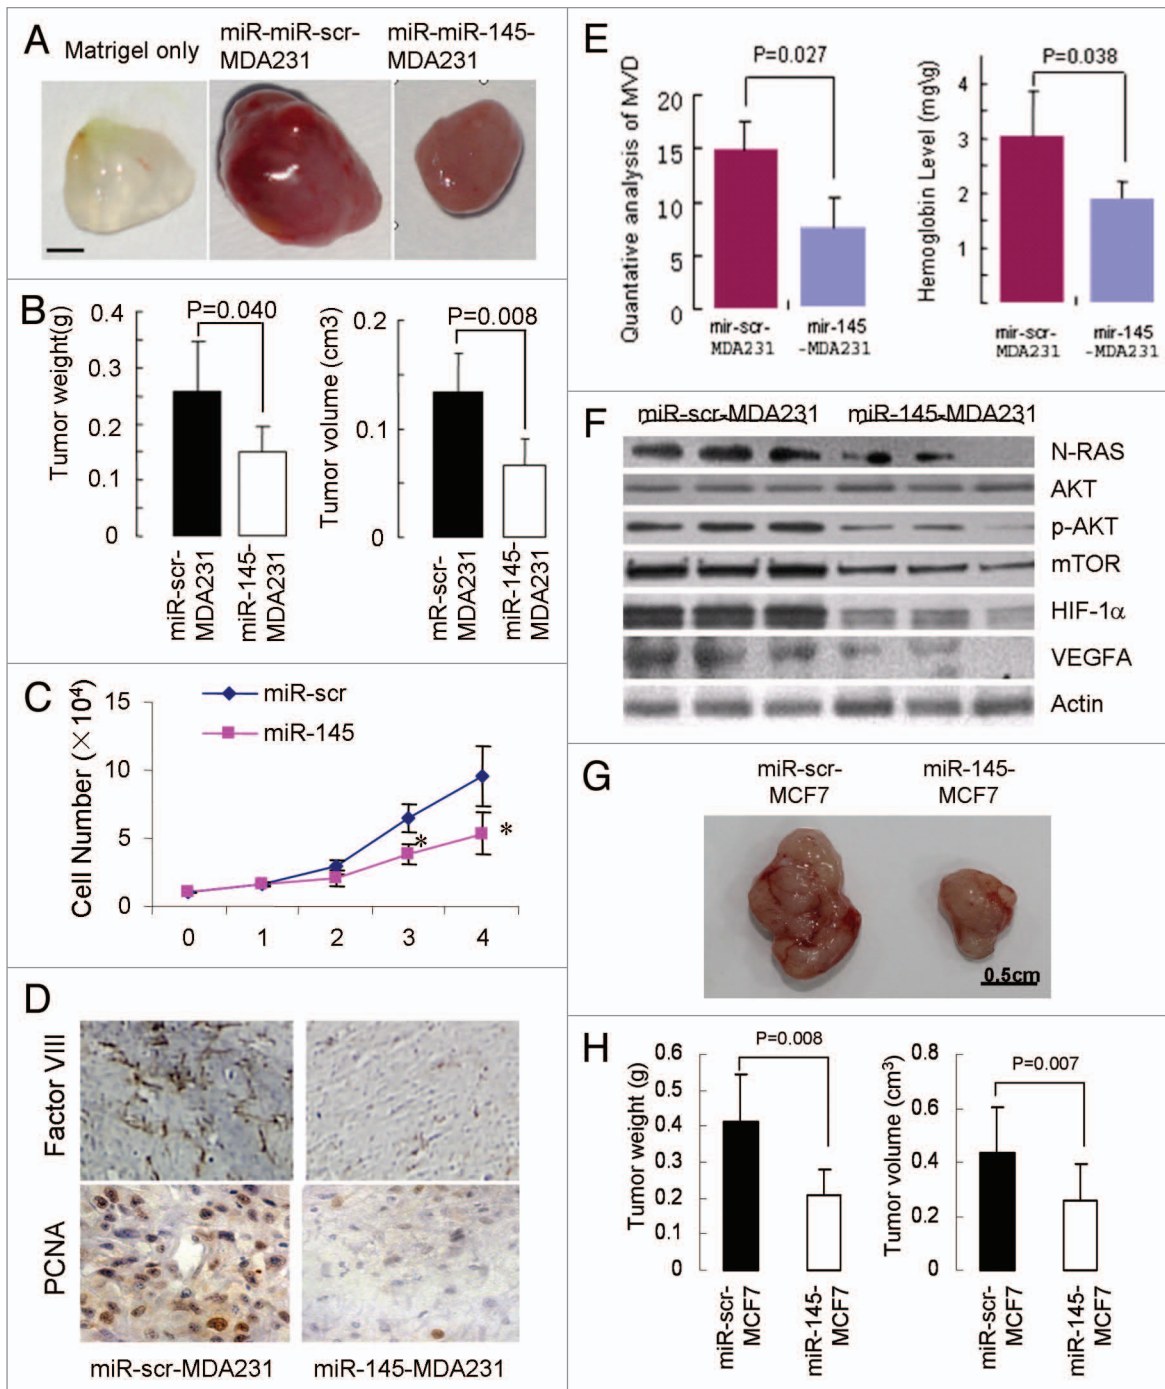 A
Matrigel only
miR-miR-scr-
MDA231
miR-miR-145-
MDA231
B
Tumor weight(g)
0.4
0.3
0.2
0.1
0
P=0.040
miR-scr-
MDA231
miR-145-
MDA231
Tumor volume (cm3)
0.2
0.1
0
P=0.008
mR-scr-
MDA231
miR-145-
MDA231
C
miR-scr
miR-145
Cell Number (×10⁴)
15
10
5
0
*
*
0 1 2 3 4
D
Factor VIII
PCNA
miR-scr-MDA231
miR-145-MDA231
E
Quantative analysis of MVD
20
15
10
5
0
P=0.027
mir-scr-
MDA231
mir-145
-MDA231
Hemoglobin Level (mg\g)
4
3
2
1
P=0.038
mir-scr-
MDA231
mir-145
-MDA231
F
miR-scr-MDA231
miR-145-MDA231
N-RAS
AKT
p-AKT
mTOR
HIF-1α
VEGFA
Actin
G
miR-scr-
MCF7
miR-145-
MCF7
0.5cm
H
Tumor weight (g)
0.6
0.5
0.4
0.3
0.2
0.1
0
P=0.008
miR-scr-
MCF7
miR-145-
MCF7
Tumor volume (cm³)
0.8
0.6
0.4
0.2
0
P=0.007
miR-scr-
MCF7
miR-145-
MCF7